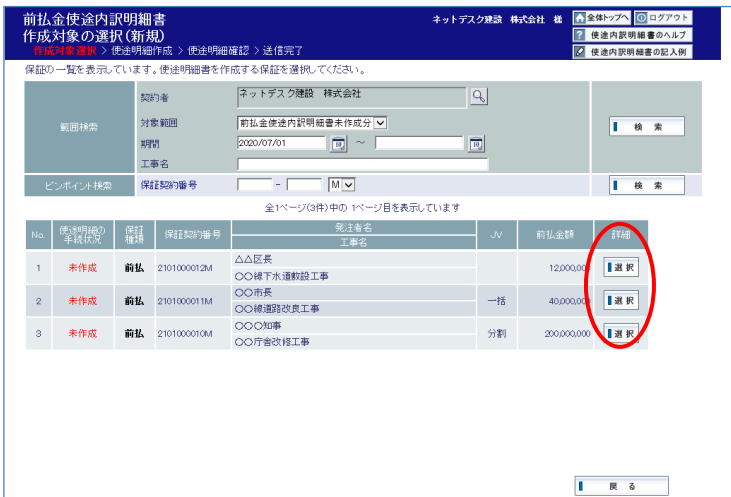 前払金使途内訳明細書
ネットデスク建設 株式会社 様
全体トップへ
ログアウト
作成対象の選択(新規)
使途内訳明細書のヘルプ
作成対象選択 > 使途明細作成 > 使途明細確認 > 送信完了
使途内訳明細書の記入例
保証の一覧を表示しています。使途明細書を作成する保証を選択してください。
範囲検索
契約者 ネットデスク建設 株式会社
対象範囲 前払金使途内訳明細書未作成分
期間 2020/07/01 ～
工事名
検 索
ピンポイント検索 保証契約番号 - M 検 索
全1ページ(3件)中の 1ページ目を表示しています
No. 使途明細の手続状況 保証種類 保証契約番号 発注者名 JV 前払金額 詳細
工事名
1 未作成 前払 2101000012M △△区長 12,000,000 選 択
〇〇線下水道敷設工事
2 未作成 前払 2101000011M 〇〇市長 一括 40,000,000 選 択
〇〇線道路改良工事
3 未作成 前払 2101000010M 〇〇〇知事 分割 200,000,000 選 択
〇〇庁舎改修工事
戻 る